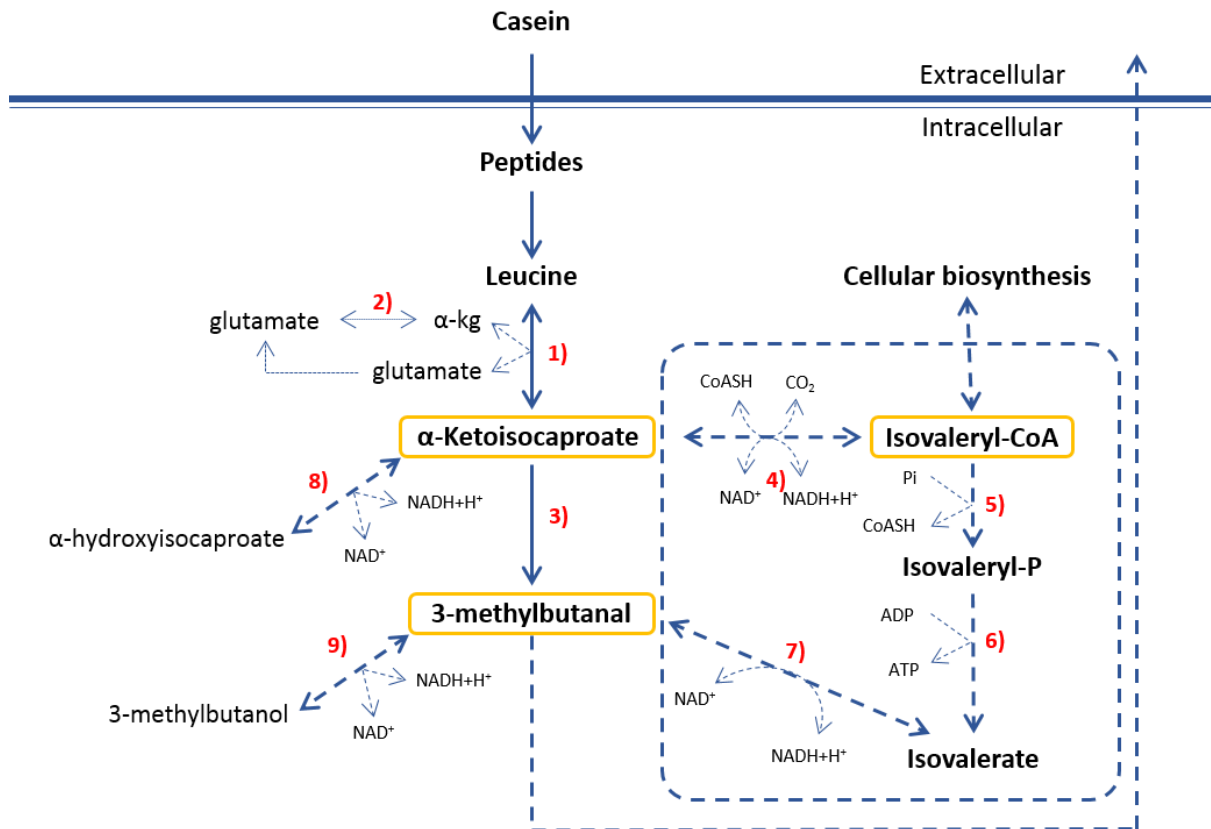 Casein
Extracellular
Intracellular
Peptides
Leucine
Cellular biosynthesis
2)
glutamate
α-kg
1)
glutamate
CoASH
CO₂
α-Ketoisocaproate
Isovaleryl-CoA
8)
NADH+H⁺
4)
NAD⁺
NADH+H⁺
Pi
5)
3)
CoASH
α-hydroxyisocaproate
NAD⁺
Isovaleryl-P
3-methylbutanal
ADP
6)
9)
7)
ATP
NADH+H⁺
NAD⁺
3-methylbutanol
NAD⁺
NADH+H⁺
Isovalerate